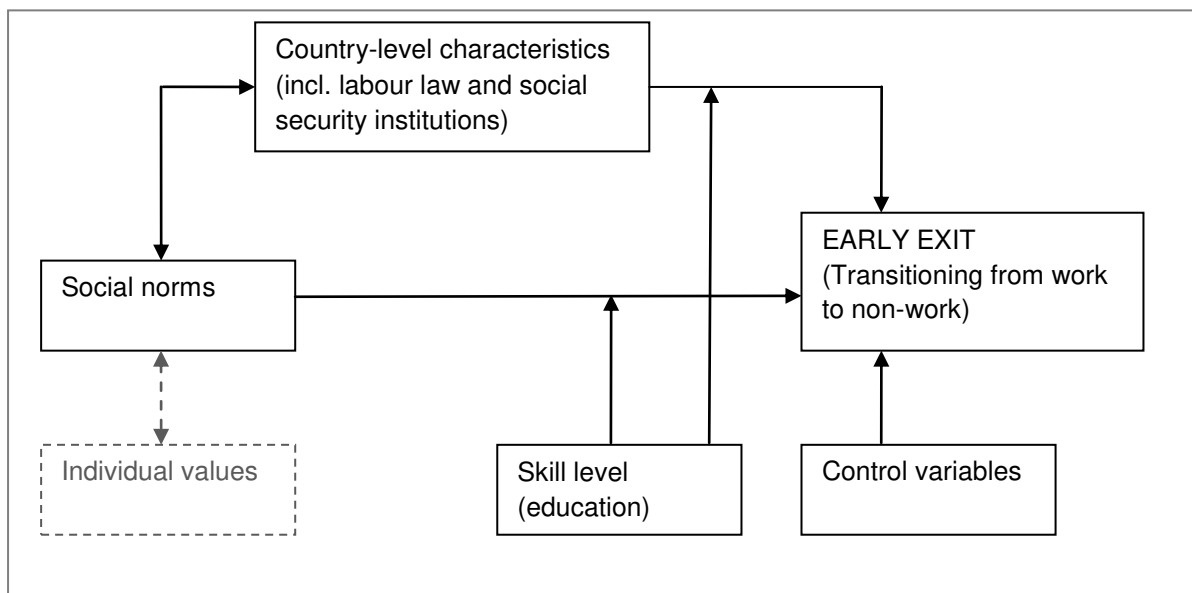 Country-level characteristics
(incl. labour law and social
security institutions)
EARLY EXIT
(Transitioning from work
to non-work)
Social norms
Individual values
Skill level
(education)
Control variables